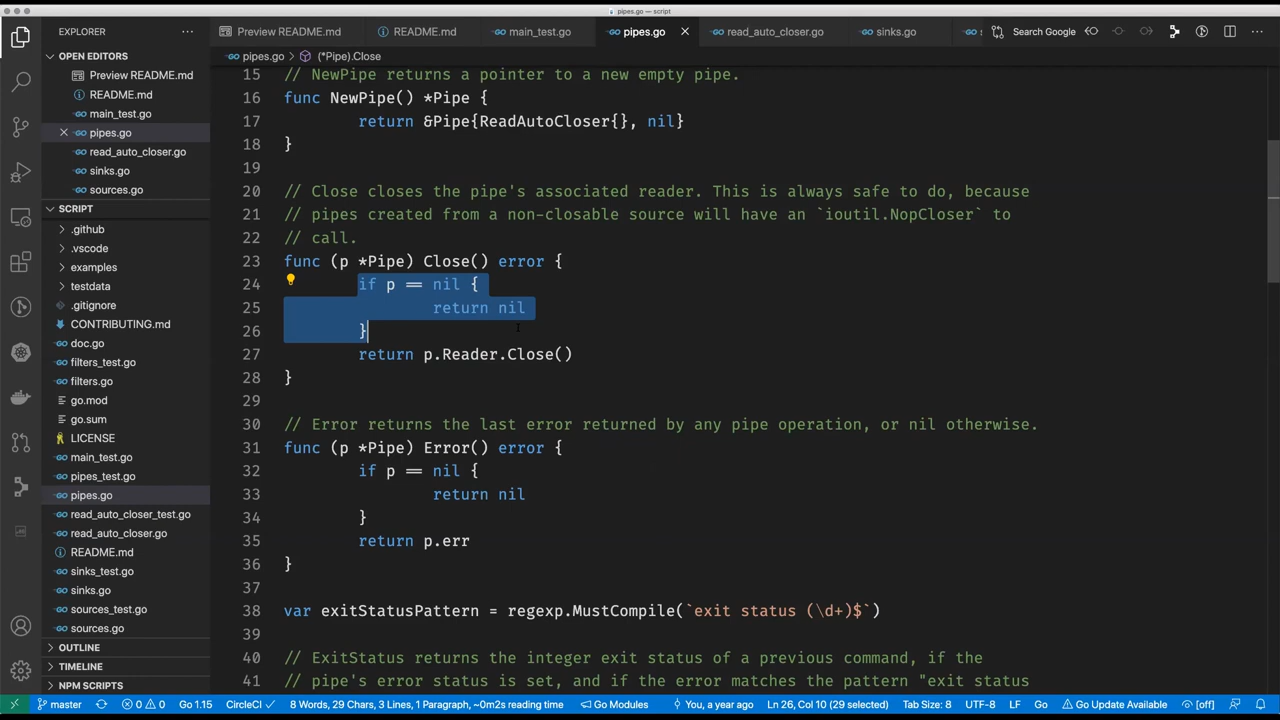 pipes.go — script
EXPLORER
Preview README.md
README.md
main_test.go
pipes.go
read_auto_closer.go
sinks.go
Search Google
OPEN EDITORS
Preview README.md
README.md
main_test.go
pipes.go
read_auto_closer.go
sinks.go
sources.go
SCRIPT
.github
.vscode
examples
testdata
.gitignore
CONTRIBUTING.md
doc.go
filters_test.go
filters.go
go.mod
go.sum
LICENSE
main_test.go
pipes_test.go
pipes.go
read_auto_closer_test.go
read_auto_closer.go
README.md
sinks_test.go
sinks.go
sources_test.go
sources.go
OUTLINE
TIMELINE
NPM SCRIPTS
pipes.go > (*Pipe).Close
15 // NewPipe returns a pointer to a new empty pipe.
16 func NewPipe() *Pipe {
17 return &Pipe{ReadAutoCloser{}, nil}
18 }
19
20 // Close closes the pipe's associated reader. This is always safe to do, because
21 // pipes created from a non-closable source will have an `ioutil.NopCloser` to
22 // call.
23 func (p *Pipe) Close() error {
24 if p == nil {
25 return nil
26 }
27 return p.Reader.Close()
28 }
29
30 // Error returns the last error returned by any pipe operation, or nil otherwise.
31 func (p *Pipe) Error() error {
32 if p == nil {
33 return nil
34 }
35 return p.err
36 }
37
38 var exitStatusPattern = regexp.MustCompile(`exit status (\d+)$`)
39
40 // ExitStatus returns the integer exit status of a previous command, if the
41 // pipe's error status is set, and if the error matches the pattern "exit status
master 0 0 Go 1.15 CircleCI ✓ 8 Words, 29 Chars, 3 Lines, 1 Paragraph, ~0m2s reading time Go Modules You, a year ago Ln 26, Col 10 (29 selected) Tab Size: 8 UTF-8 LF Go Go Update Available [off]